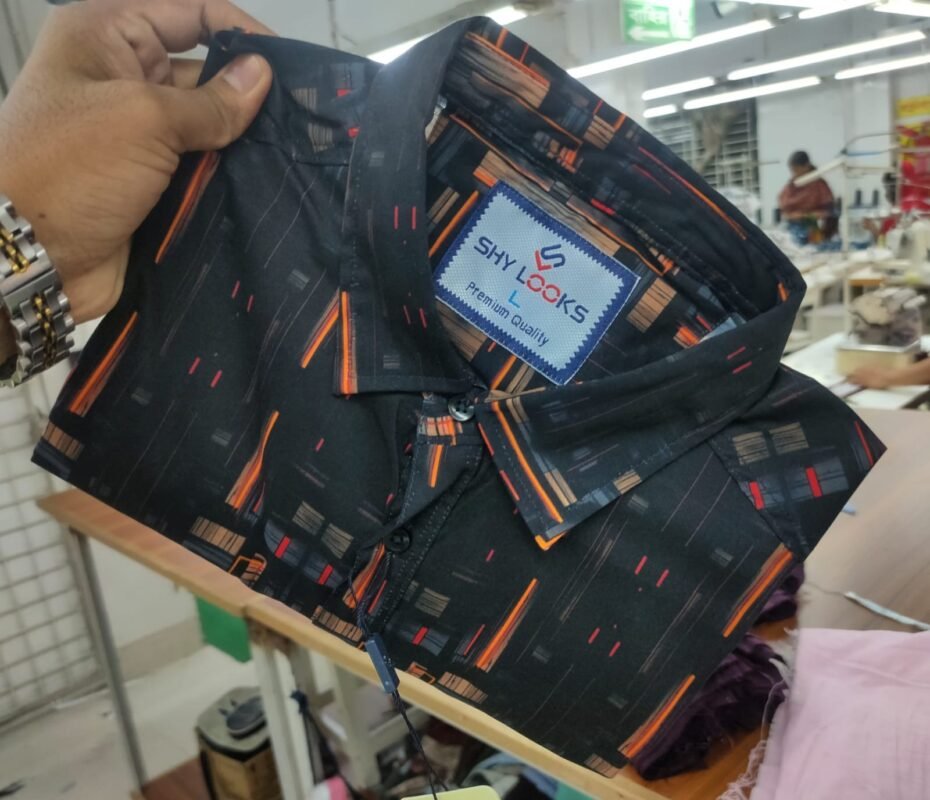 বাহির
SHY LOOKS
L
Premium Quality